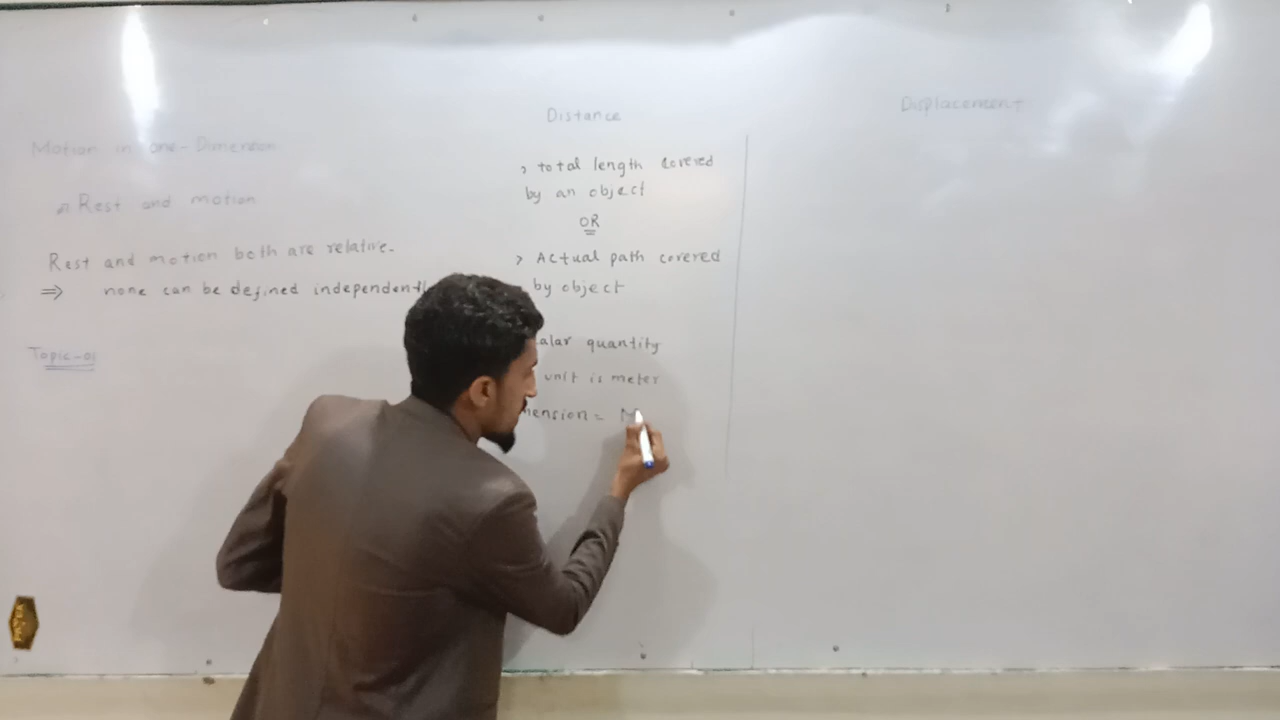 Motion in one-Dimension
Rest and motion
Rest and motion both are relative.
⇒ none can be defined independentl
Topic-01
Distance
> total length covered
by an object
OR
> Actual path covered
by object
alar quantity
unit is meter
mension = M
Displacement